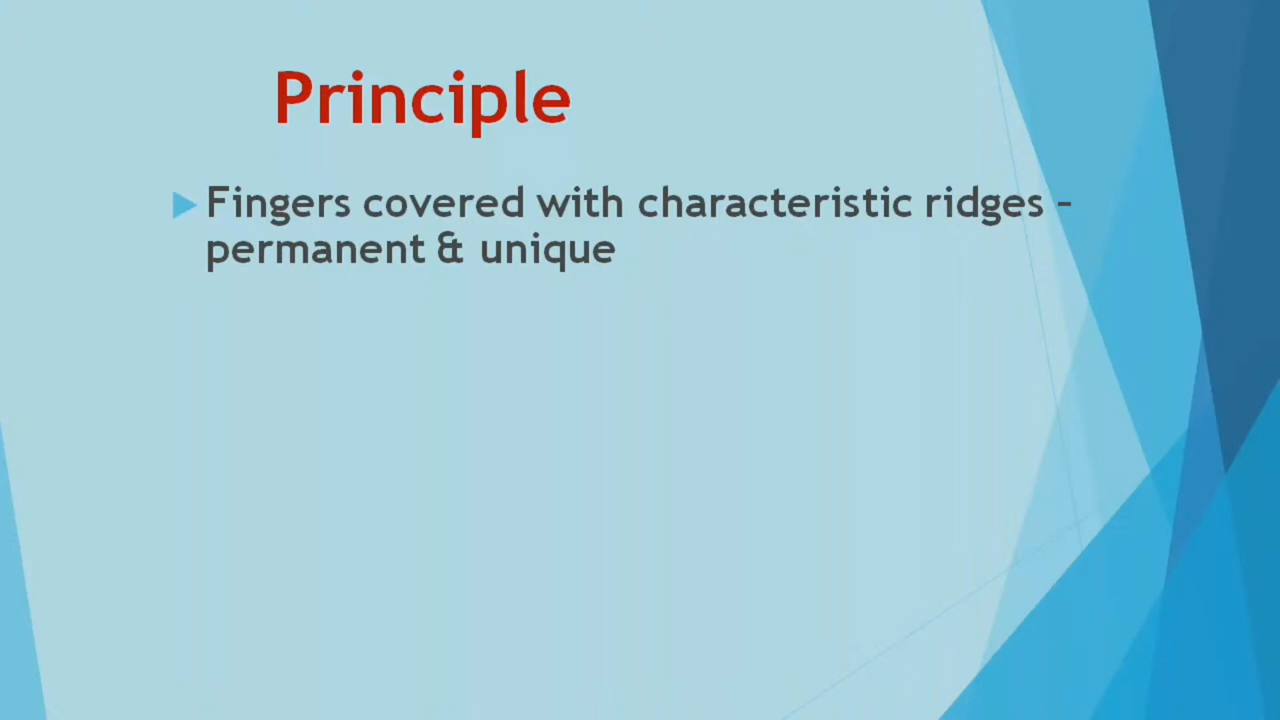 Principle
Fingers covered with characteristic ridges –
permanent & unique